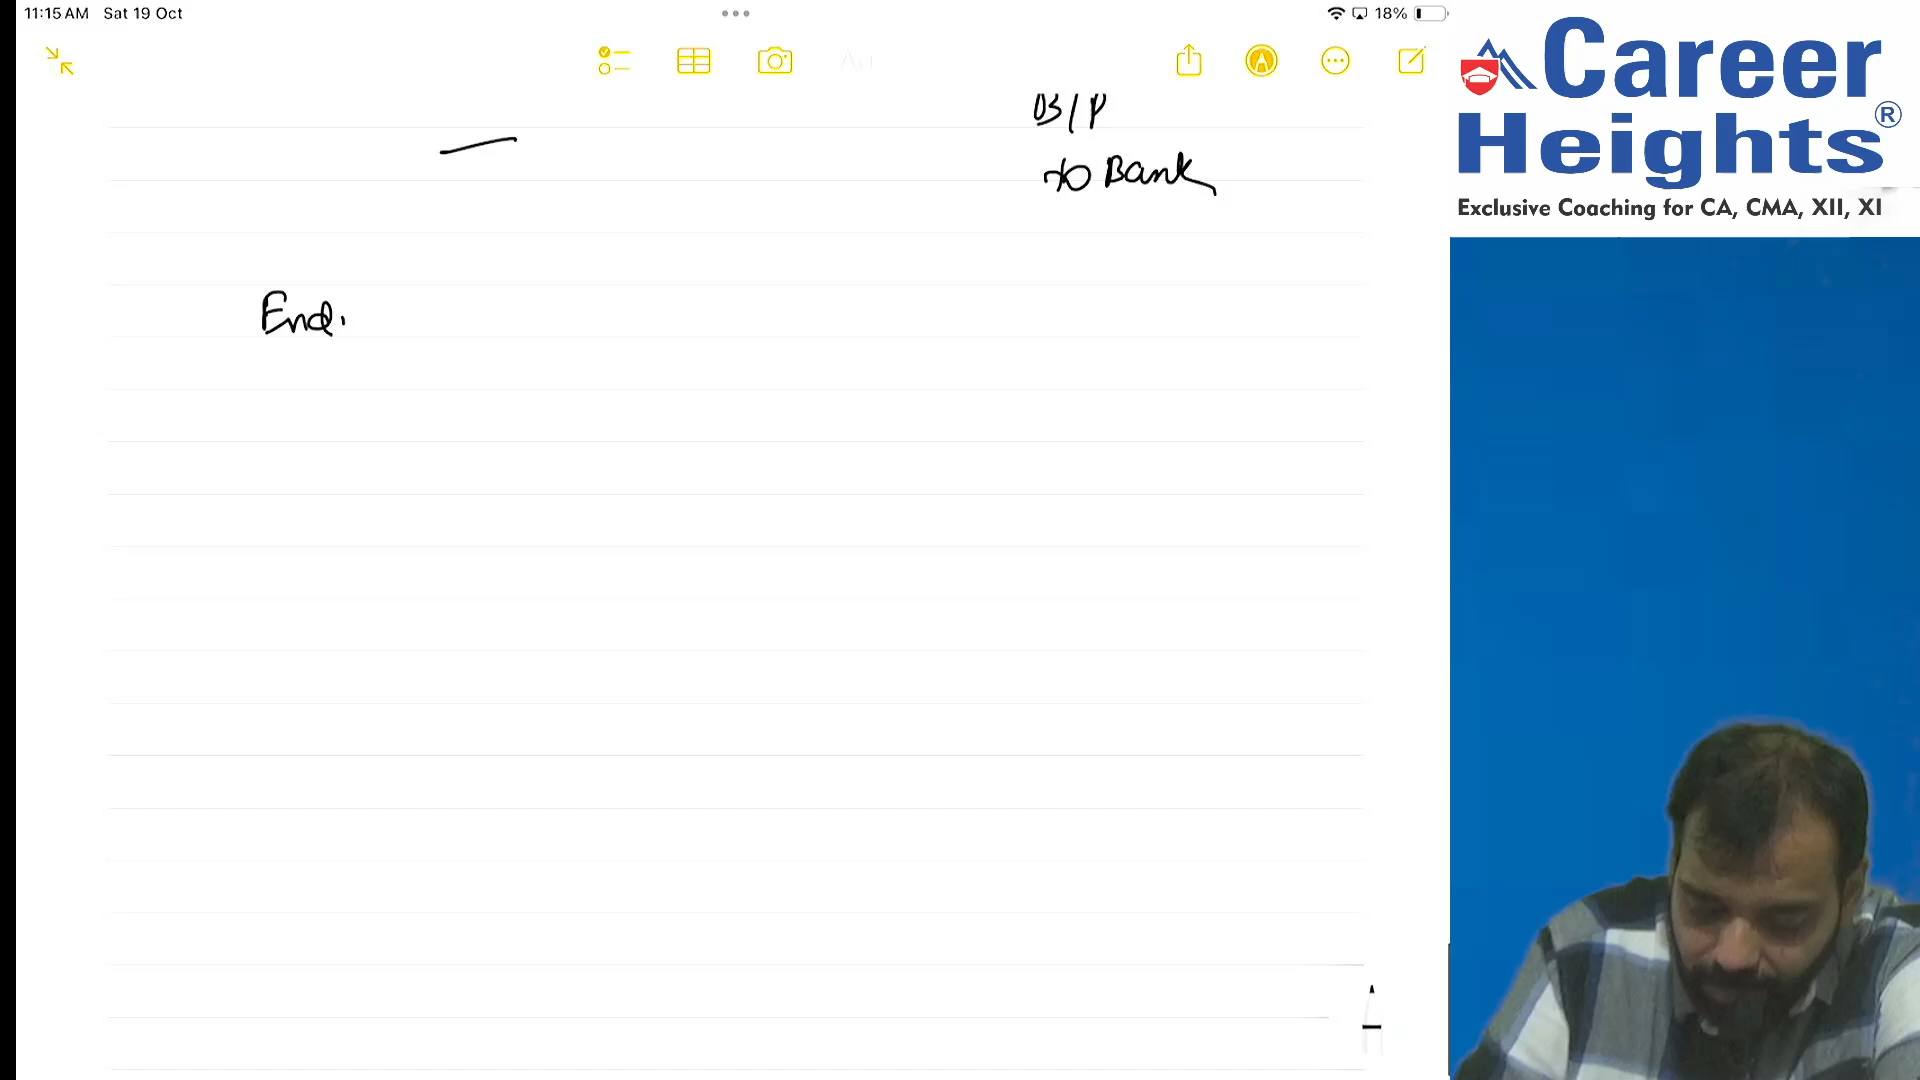 11:15 AM Sat 19 Oct
18%
Career
Heights®
Exclusive Coaching for CA, CMA, XII, XI
B/P
to Bank
End.